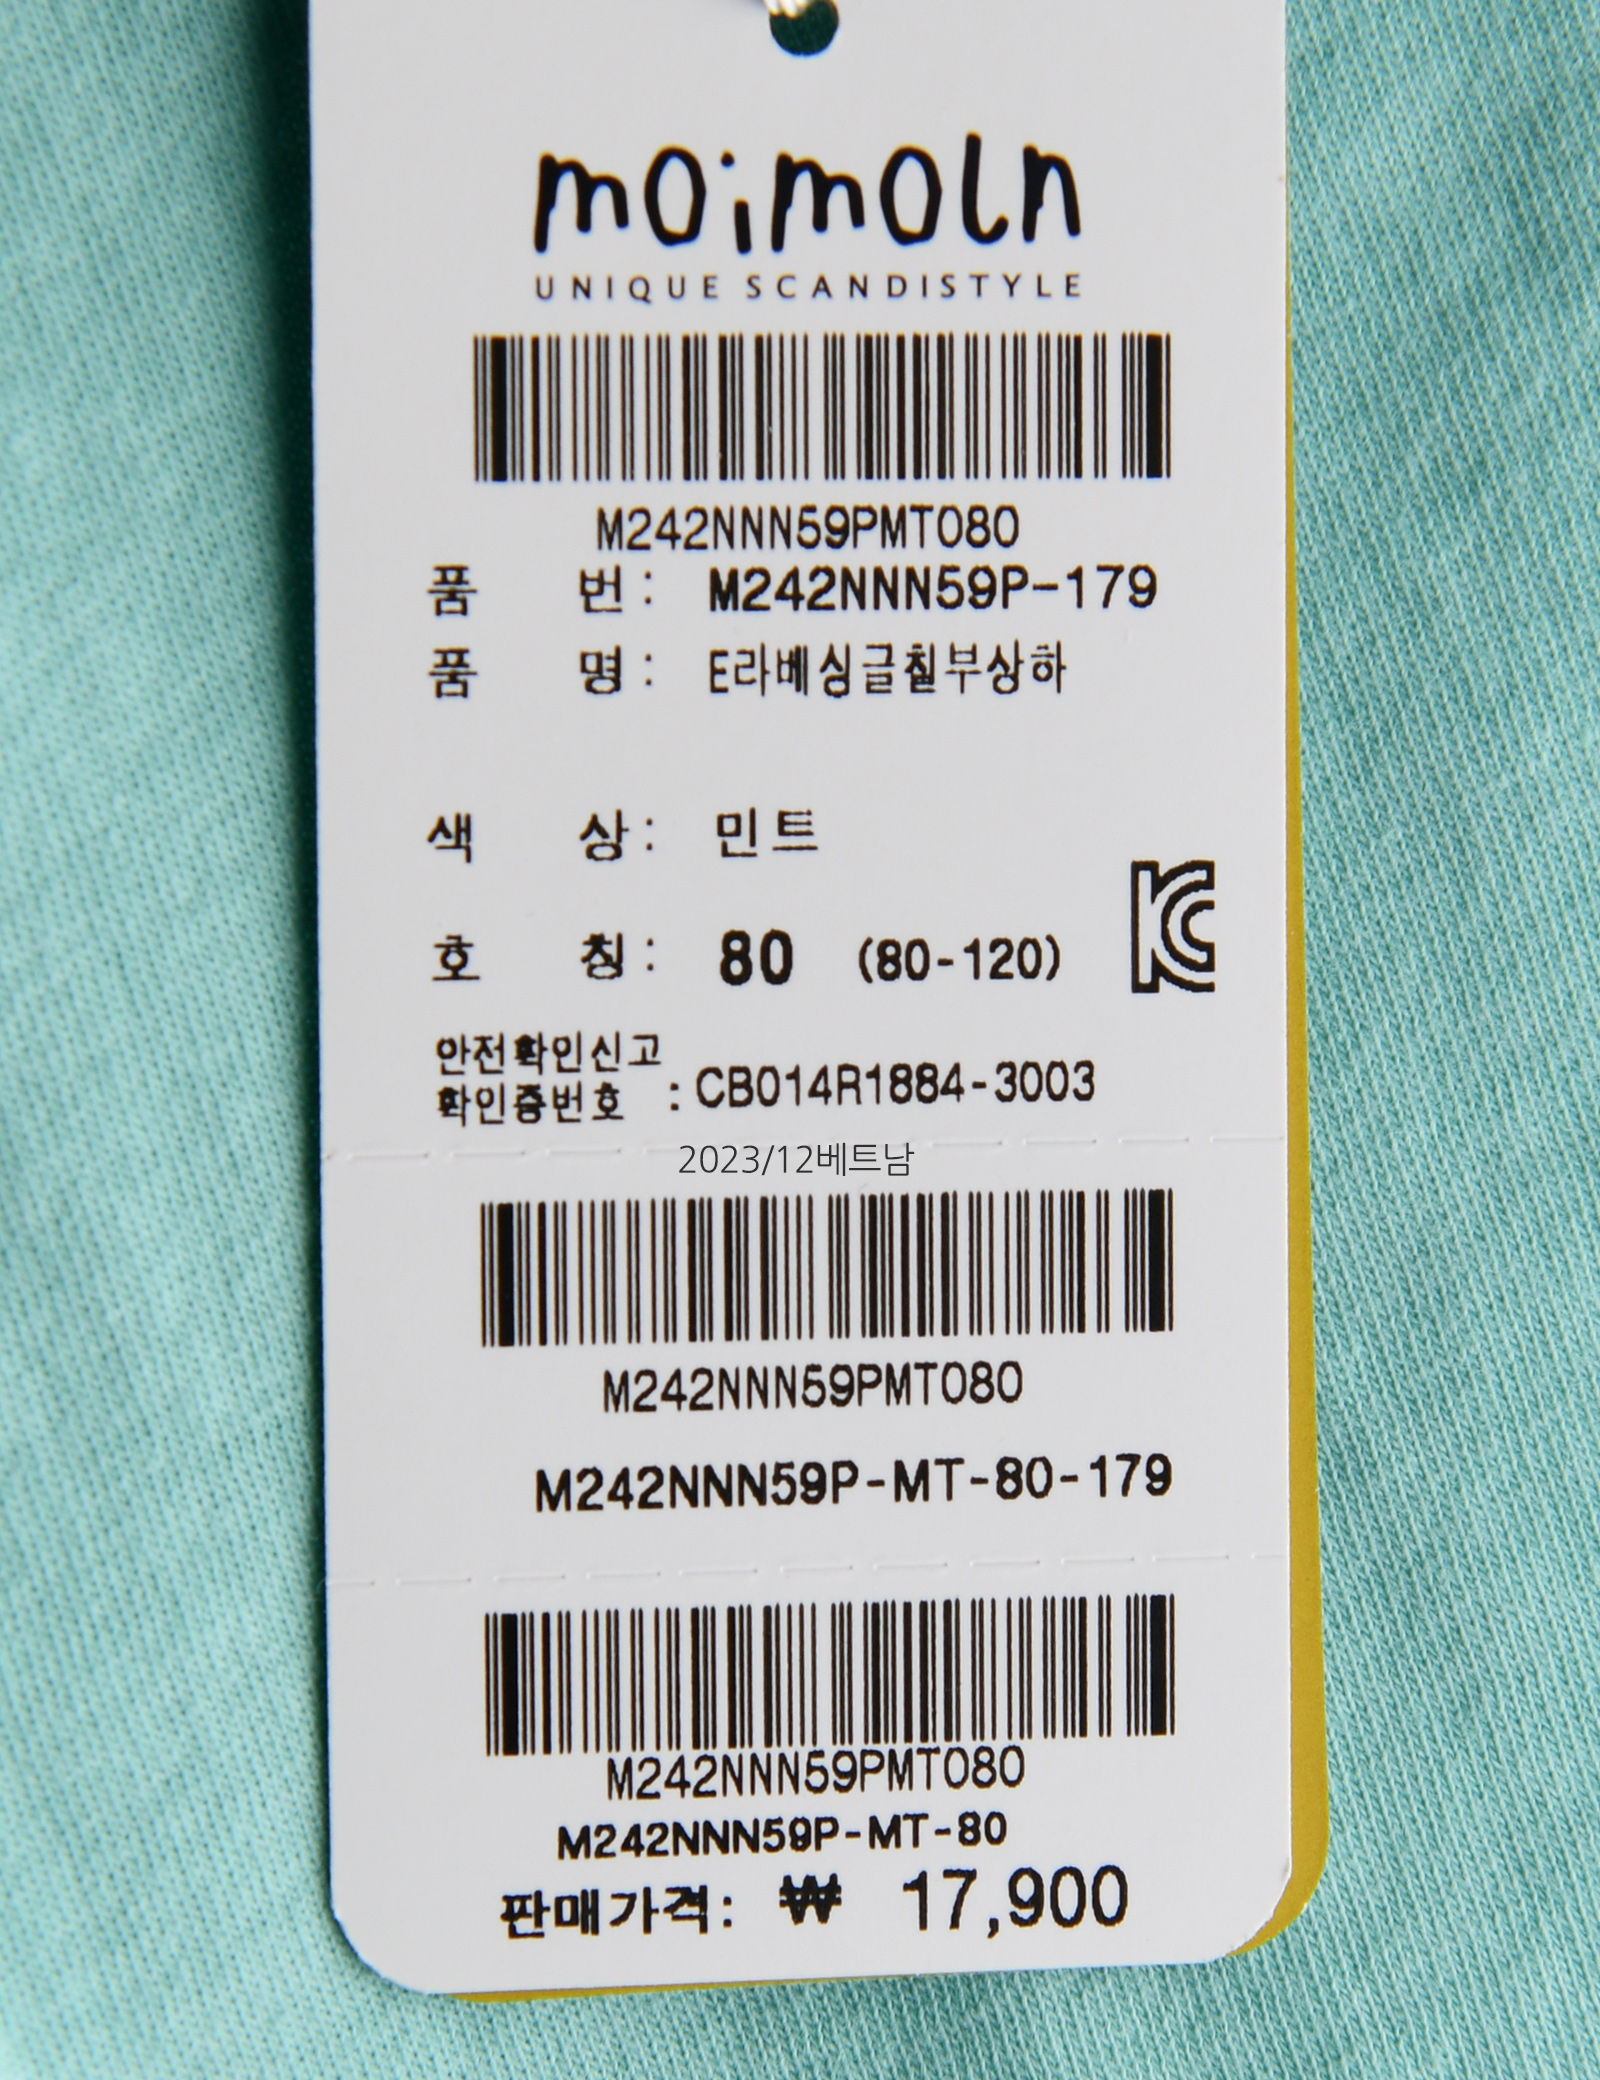 moimoln
UNIQUE SCANDISTYLE
M242NNN59PMT080
품 번 : M242NNN59P-179
품 명 : E라베싱글칠부상하
색 상 : 민트
호 칭 : 80 (80-120)
KC
안전확인신고
확인증번호 : CB014R1884-3003
2023/12베트남
M242NNN59PMT080
M242NNN59P-MT-80-179
M242NNN59PMT080
M242NNN59P-MT-80
판매가격: ₩ 17,900